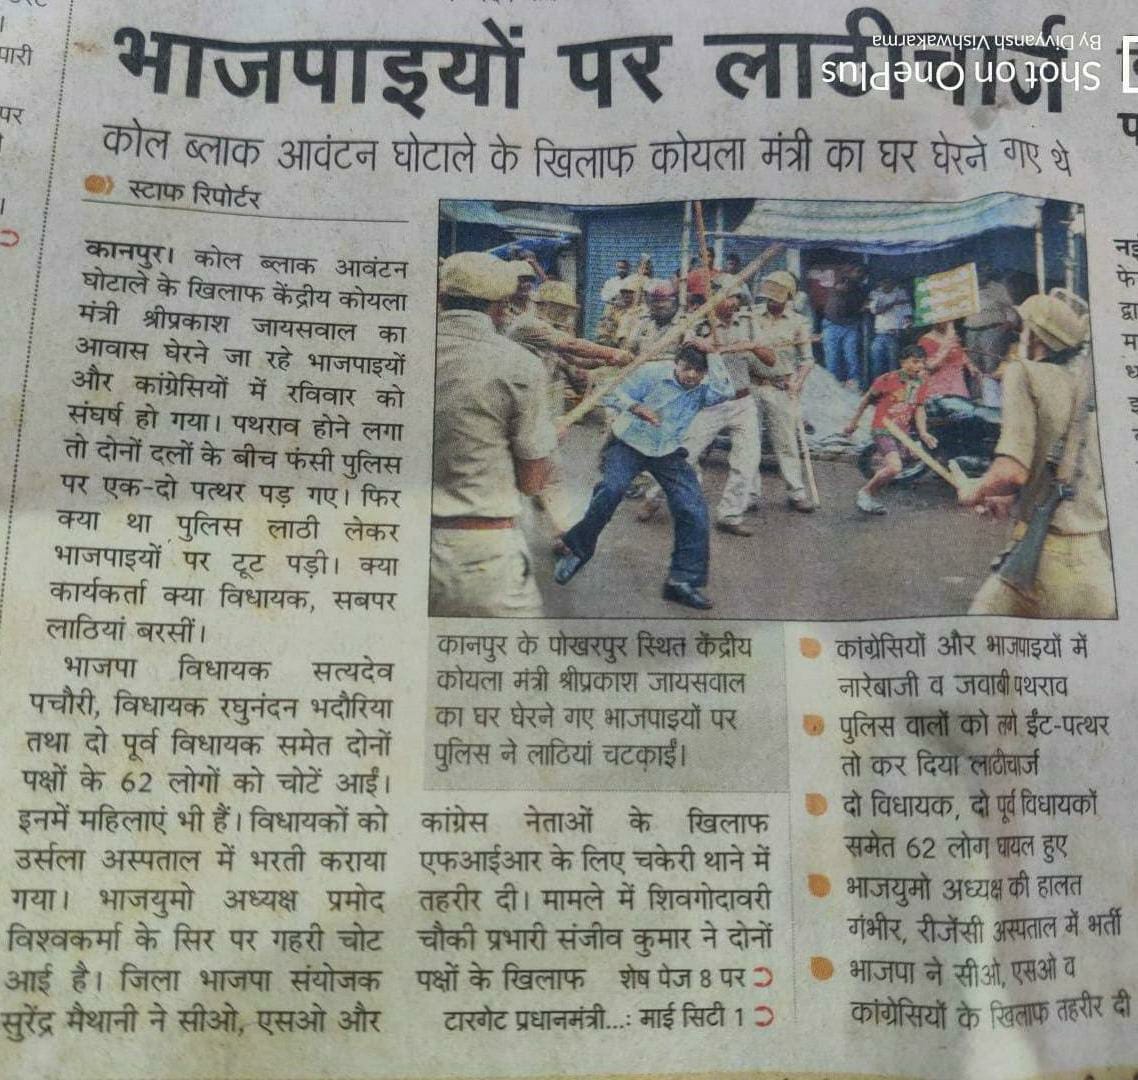 भाजपाइयों पर लाठीचार्ज
Shot on OnePlus
By Divyansh Vishwakarma
कोल ब्लाक आवंटन घोटाले के खिलाफ कोयला मंत्री का घर घेरने गए थे
स्टाफ रिपोर्टर
कानपुर। कोल ब्लाक आवंटन
घोटाले के खिलाफ केंद्रीय कोयला
मंत्री श्रीप्रकाश जायसवाल का
आवास घेरने जा रहे भाजपाइयों
और कांग्रेसियों में रविवार को
संघर्ष हो गया। पथराव होने लगा
तो दोनों दलों के बीच फंसी पुलिस
पर एक-दो पत्थर पड़ गए। फिर
क्या था पुलिस लाठी लेकर
भाजपाइयों पर टूट पड़ी। क्या
कार्यकर्ता क्या विधायक, सबपर
लाठियां बरसीं।
भाजपा विधायक सत्यदेव
पचौरी, विधायक रघुनंदन भदौरिया
तथा दो पूर्व विधायक समेत दोनों
पक्षों के 62 लोगों को चोटें आईं।
इनमें महिलाएं भी हैं। विधायकों को
उर्सला अस्पताल में भरती कराया
गया। भाजयुमो अध्यक्ष प्रमोद
विश्वकर्मा के सिर पर गहरी चोट
आई है। जिला भाजपा संयोजक
सुरेंद्र मैथानी ने सीओ, एसओ और
कानपुर के पोखरपुर स्थित केंद्रीय
कोयला मंत्री श्रीप्रकाश जायसवाल
का घर घेरने गए भाजपाइयों पर
पुलिस ने लाठियां चटकाईं।
कांग्रेस नेताओं के खिलाफ
एफआईआर के लिए चकेरी थाने में
तहरीर दी। मामले में शिवगोदावरी
चौकी प्रभारी संजीव कुमार ने दोनों
पक्षों के खिलाफ शेष पेज 8 पर
टारगेट प्रधानमंत्री...: माई सिटी 1
कांग्रेसियों और भाजपाइयों में
नारेबाजी व जवाबी पथराव
पुलिस वालों को लगे ईंट-पत्थर
तो कर दिया लाठीचार्ज
दो विधायक, दो पूर्व विधायकों
समेत 62 लोग घायल हुए
भाजयुमो अध्यक्ष की हालत
गंभीर, रीजेंसी अस्पताल में भर्ती
भाजपा ने सीओ, एसओ व
कांग्रेसियों के खिलाफ तहरीर दी